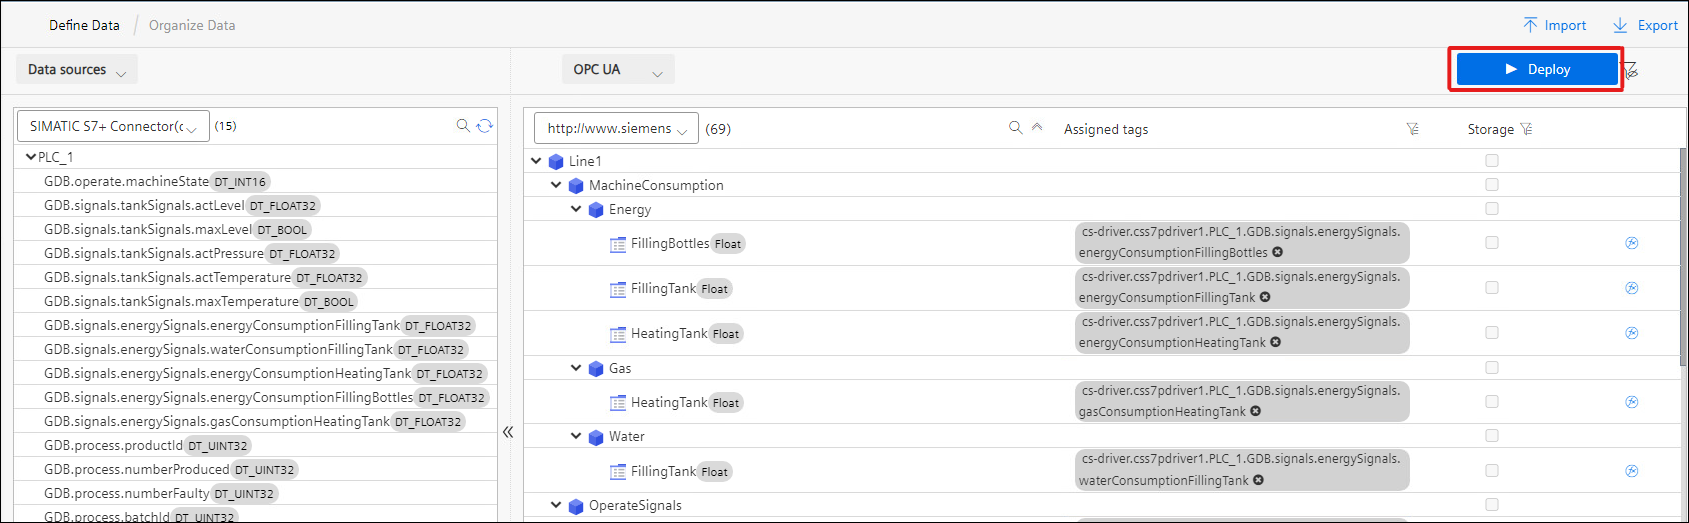 Define Data / Organize Data
Import
Export
Data sources
OPC UA
Deploy
SIMATIC S7+ Connector(c
(15)
PLC_1
GDB.operate.machineState DT_INT16
GDB.signals.tankSignals.actLevel DT_FLOAT32
GDB.signals.tankSignals.maxLevel DT_BOOL
GDB.signals.tankSignals.actPressure DT_FLOAT32
GDB.signals.tankSignals.actTemperature DT_FLOAT32
GDB.signals.tankSignals.maxTemperature DT_BOOL
GDB.signals.energySignals.energyConsumptionFillingTank DT_FLOAT32
GDB.signals.energySignals.waterConsumptionFillingTank DT_FLOAT32
GDB.signals.energySignals.energyConsumptionHeatingTank DT_FLOAT32
GDB.signals.energySignals.energyConsumptionFillingBottles DT_FLOAT32
GDB.signals.energySignals.gasConsumptionHeatingTank DT_FLOAT32
GDB.process.productId DT_UINT32
GDB.process.numberProduced DT_UINT32
GDB.process.numberFaulty DT_UINT32
GDB.process.batchId DT_UINT32
http://www.siemens
(69)
Assigned tags
Storage
Line1
MachineConsumption
Energy
FillingBottles Float
cs-driver.css7pdriver1.PLC_1.GDB.signals.energySignals.
energyConsumptionFillingBottles
FillingTank Float
cs-driver.css7pdriver1.PLC_1.GDB.signals.energySignals.
energyConsumptionFillingTank
HeatingTank Float
cs-driver.css7pdriver1.PLC_1.GDB.signals.energySignals.
energyConsumptionHeatingTank
Gas
HeatingTank Float
cs-driver.css7pdriver1.PLC_1.GDB.signals.energySignals.
gasConsumptionHeatingTank
Water
FillingTank Float
cs-driver.css7pdriver1.PLC_1.GDB.signals.energySignals.
waterConsumptionFillingTank
OperateSignals